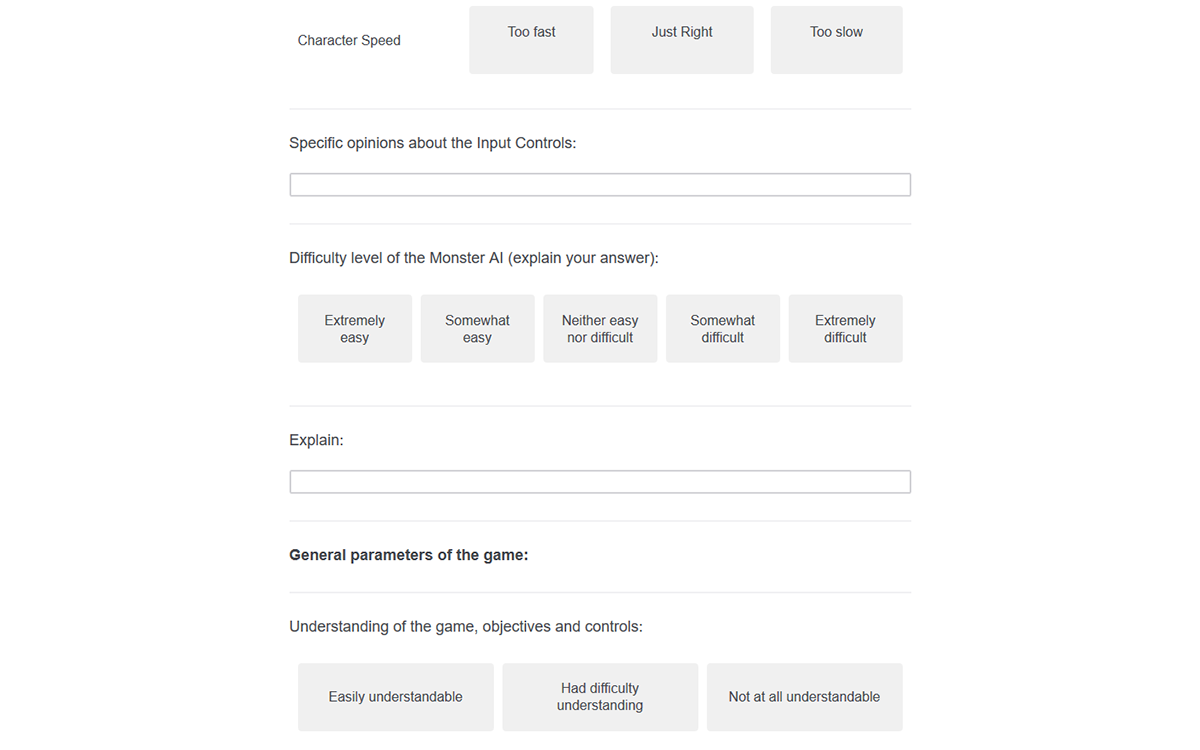 Character Speed
Too fast
Just Right
Too slow
Specific opinions about the Input Controls:
Difficulty level of the Monster AI (explain your answer):
Extremely
easy
Somewhat
easy
Neither easy
nor difficult
Somewhat
difficult
Extremely
difficult
Explain:
General parameters of the game:
Understanding of the game, objectives and controls:
Easily understandable
Had difficulty
understanding
Not at all understandable